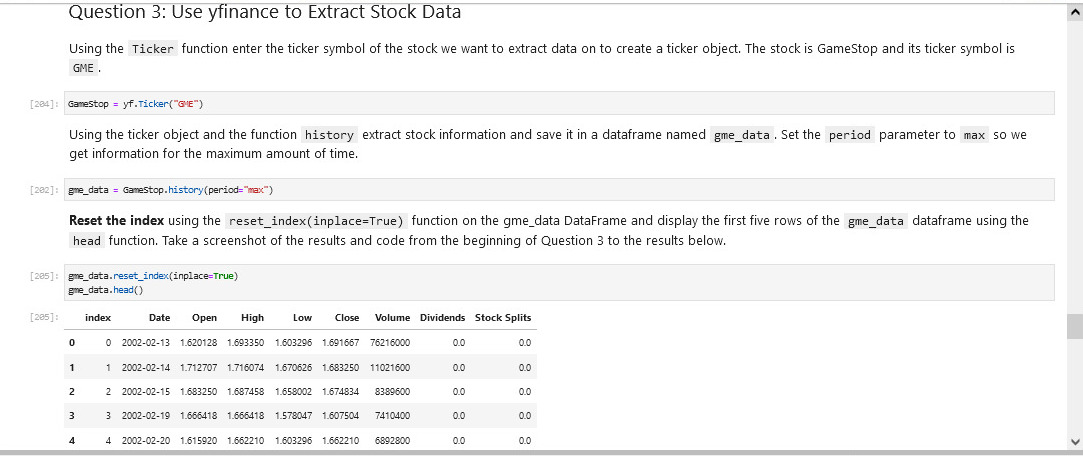 Question 3: Use yfinance to Extract Stock Data
Using the Ticker function enter the ticker symbol of the stock we want to extract data on to create a ticker object. The stock is GameStop and its ticker symbol is
GME .
[204]: GameStop = yf.Ticker("GME")
Using the ticker object and the function history extract stock information and save it in a dataframe named gme_data . Set the period parameter to max so we
get information for the maximum amount of time.
[202]: gme_data = GameStop.history(period="max")
Reset the index using the reset_index(inplace=True) function on the gme_data DataFrame and display the first five rows of the gme_data dataframe using the
head function. Take a screenshot of the results and code from the beginning of Question 3 to the results below.
[205]: gme_data.reset_index(inplace=True)
gme_data.head()
[205]: index Date Open High Low Close Volume Dividends Stock Splits
0 0 2002-02-13 1.620128 1.693350 1.603296 1.691667 76216000 0.0 0.0
1 1 2002-02-14 1.712707 1.716074 1.670626 1.683250 11021600 0.0 0.0
2 2 2002-02-15 1.683250 1.687458 1.658002 1.674834 8389600 0.0 0.0
3 3 2002-02-19 1.666418 1.666418 1.578047 1.607504 7410400 0.0 0.0
4 4 2002-02-20 1.615920 1.662210 1.603296 1.662210 6892800 0.0 0.0